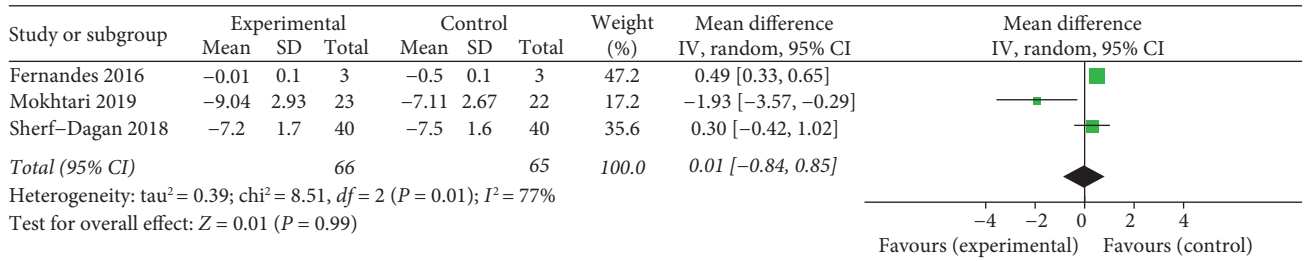 Study or subgroup Experimental Control Weight (%) Mean difference IV, random, 95% CI Mean difference IV, random, 95% CI
Mean SD Total Mean SD Total
Fernandes 2016 −0.01 0.1 3 −0.5 0.1 3 47.2 0.49 [0.33, 0.65]
Mokhtari 2019 −9.04 2.93 23 −7.11 2.67 22 17.2 −1.93 [−3.57, −0.29]
Sherf−Dagan 2018 −7.2 1.7 40 −7.5 1.6 40 35.6 0.30 [−0.42, 1.02]
Total (95% CI) 66 65 100.0 0.01 [−0.84, 0.85]
Heterogeneity: tau² = 0.39; chi² = 8.51, df = 2 (P = 0.01); I² = 77%
Test for overall effect: Z = 0.01 (P = 0.99)
−4 −2 0 2 4
Favours (experimental) Favours (control)